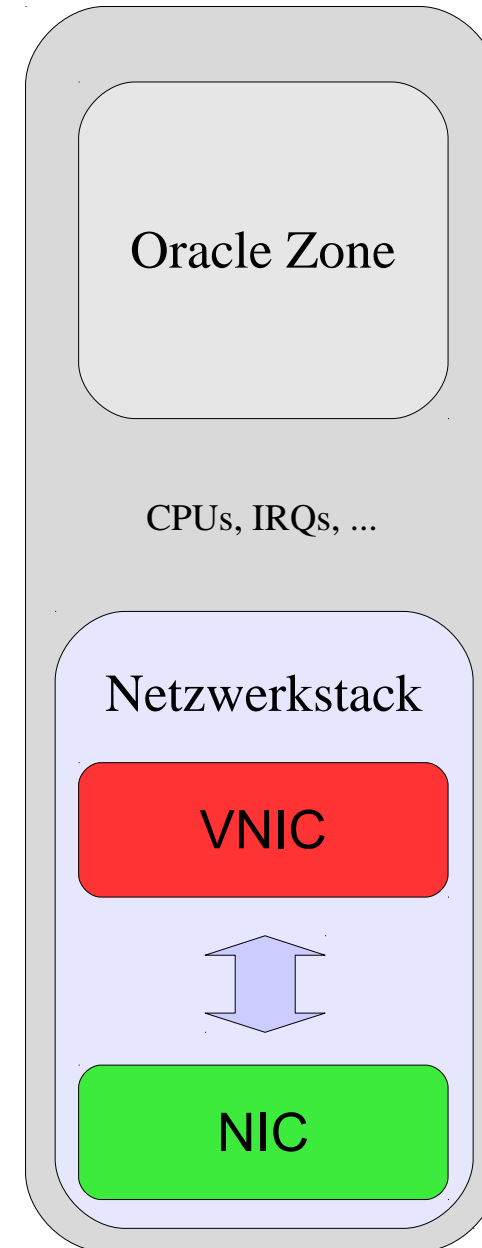 Oracle Zone
CPUs, IRQs, ...
Netzwerkstack
VNIC
NIC